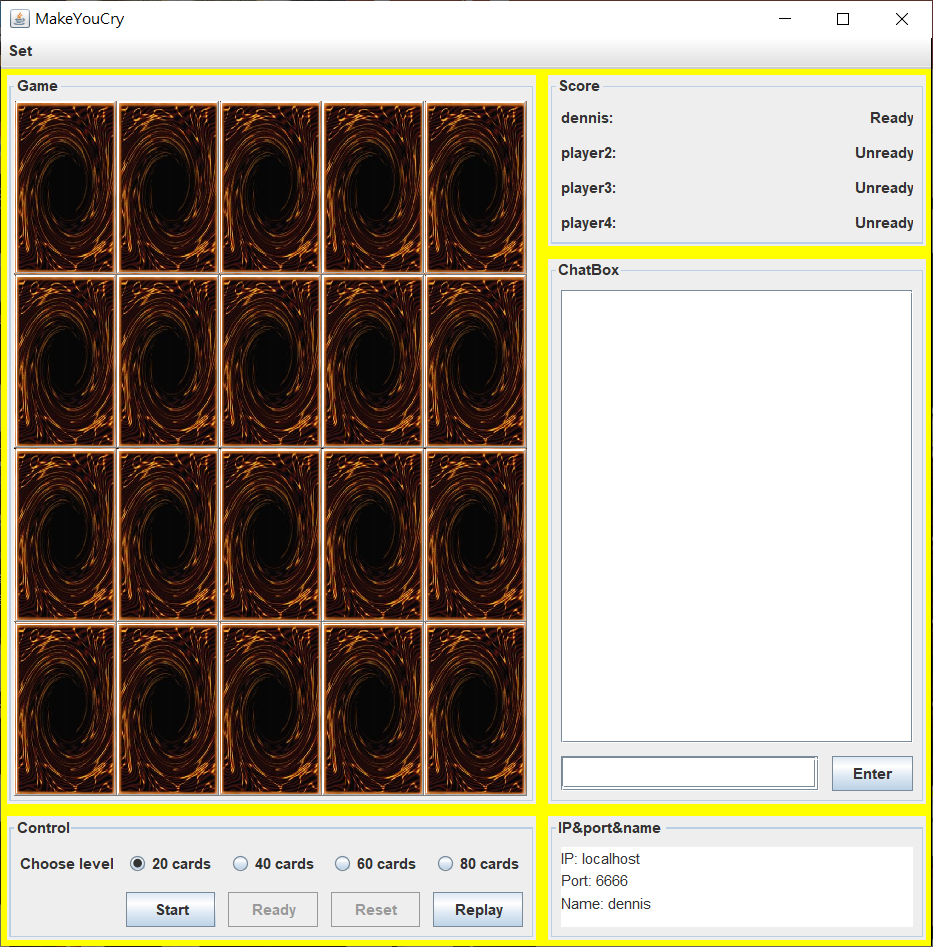 MakeYouCry
Set
Game
Score
dennis: Ready
player2: Unready
player3: Unready
player4: Unready
ChatBox
Enter
Control
Choose level 20 cards 40 cards 60 cards 80 cards
Start Ready Reset Replay
IP&port&name
IP: localhost
Port: 6666
Name: dennis